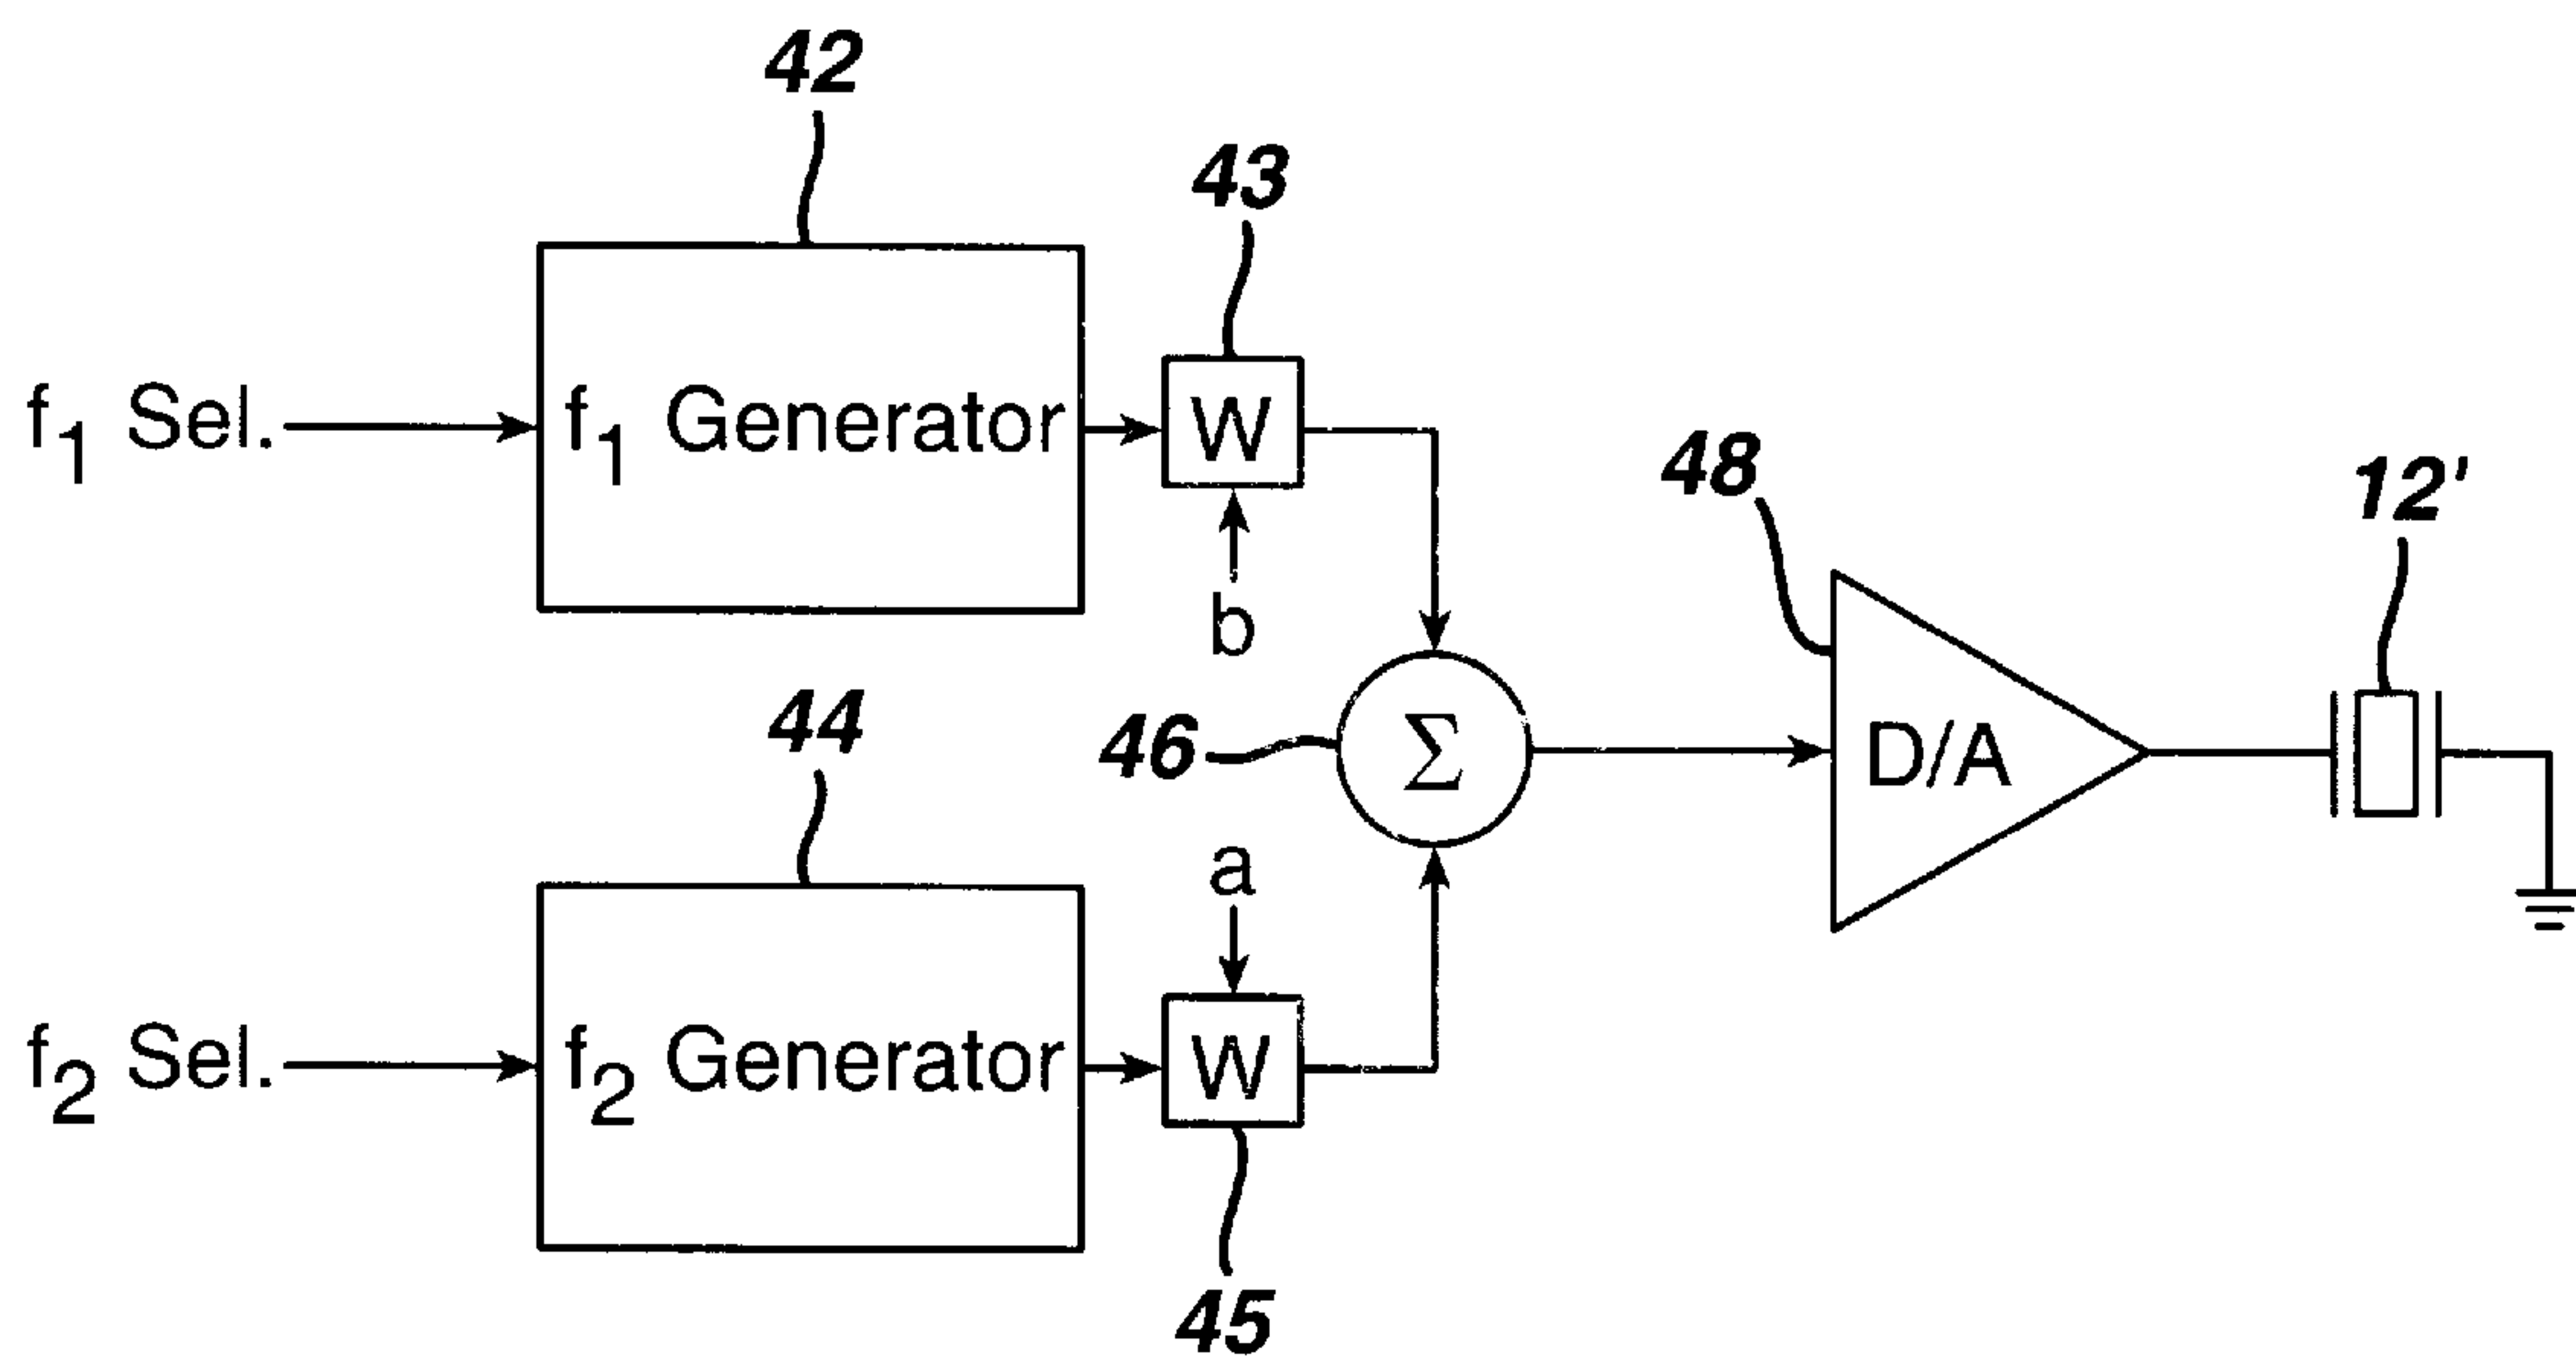 42
43
f1 Sel.
f1 Generator
W
b
48
12'
44
46
Σ
D/A
a
f2 Sel.
f2 Generator
W
45